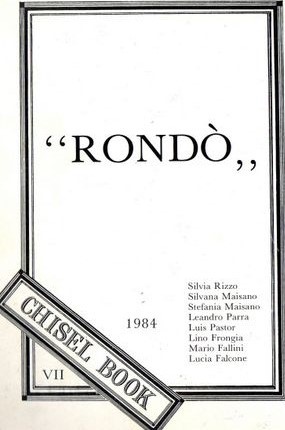 “RONDÒ„
Silvia Rizzo
Silvana Maisano
Stefania Maisano
Leandro Parra
Luis Pastor
Lino Frongia
Mario Fallini
Lucia Falcone
1984
CHISEL BOOK
VII